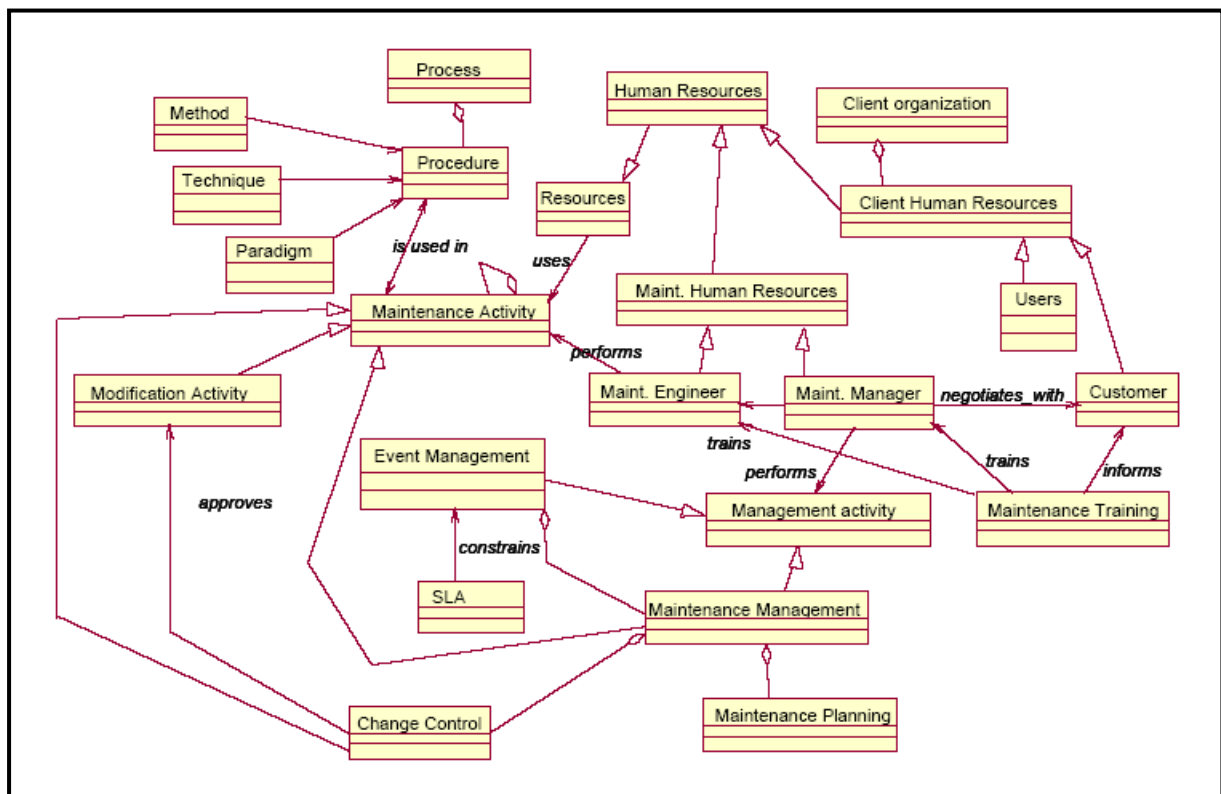 Process
Human Resources
Client organization
Method
Procedure
Technique
Resources
Client Human Resources
Paradigm
is used in
uses
Maint. Human Resources
Users
Maintenance Activity
performs
Modification Activity
Maint. Engineer
Maint. Manager
negotiates_with
Customer
trains
Event Management
performs
trains
informs
approves
Management activity
Maintenance Training
constrains
SLA
Maintenance Management
Change Control
Maintenance Planning